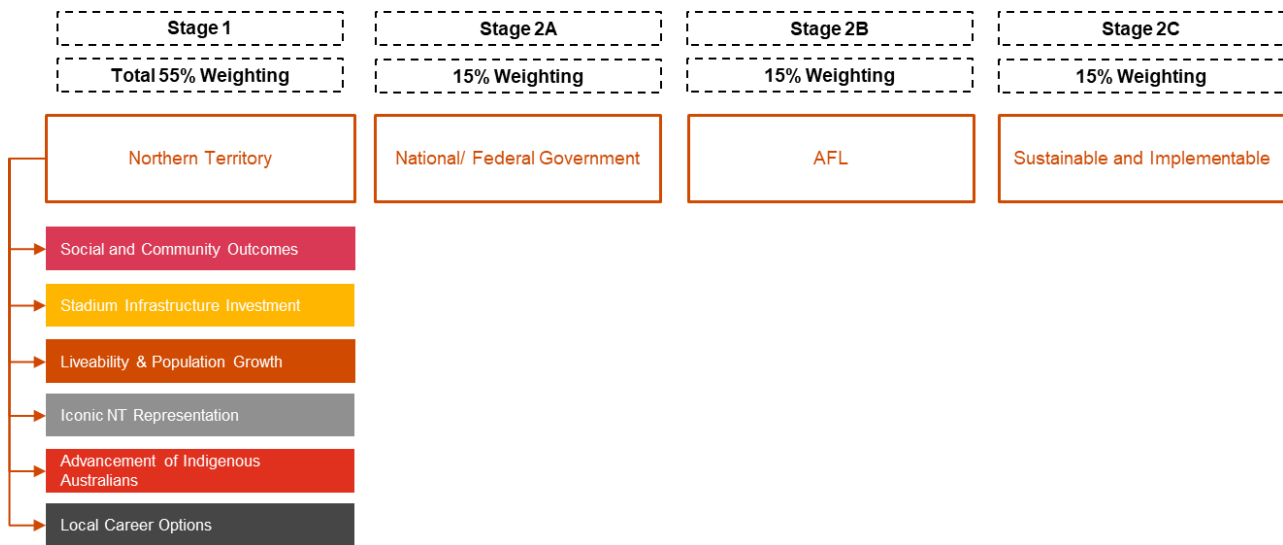 Stage 1
Stage 2A
Stage 2B
Stage 2C
Total 55% Weighting
15% Weighting
15% Weighting
15% Weighting
Northern Territory
National/ Federal Government
AFL
Sustainable and Implementable
Social and Community Outcomes
Stadium Infrastructure Investment
Liveability & Population Growth
Iconic NT Representation
Advancement of Indigenous
Australians
Local Career Options